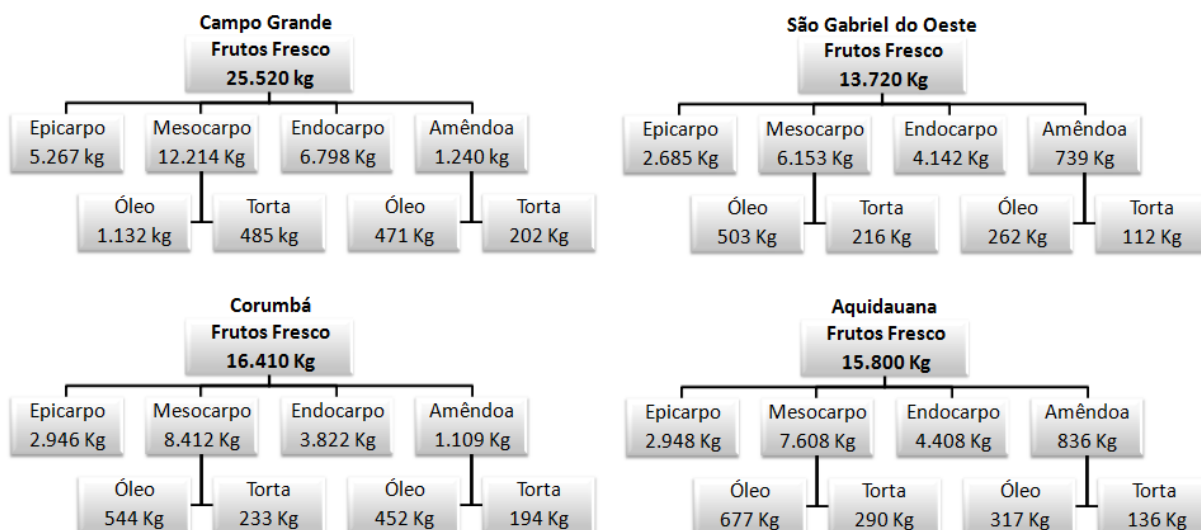 Campo Grande
Frutos Fresco
25.520 kg
Epicarpo
5.267 kg
Mesocarpo
12.214 Kg
Endocarpo
6.798 Kg
Amêndoa
1.240 kg
Óleo
1.132 kg
Torta
485 kg
Óleo
471 Kg
Torta
202 Kg
São Gabriel do Oeste
Frutos Fresco
13.720 Kg
Epicarpo
2.685 Kg
Mesocarpo
6.153 Kg
Endocarpo
4.142 Kg
Amêndoa
739 Kg
Óleo
503 Kg
Torta
216 Kg
Óleo
262 Kg
Torta
112 Kg
Corumbá
Frutos Fresco
16.410 Kg
Epicarpo
2.946 Kg
Mesocarpo
8.412 Kg
Endocarpo
3.822 Kg
Amêndoa
1.109 Kg
Óleo
544 Kg
Torta
233 Kg
Óleo
452 Kg
Torta
194 Kg
Aquidauana
Frutos Fresco
15.800 Kg
Epicarpo
2.948 Kg
Mesocarpo
7.608 Kg
Endocarpo
4.408 Kg
Amêndoa
836 Kg
Óleo
677 Kg
Torta
290 Kg
Óleo
317 Kg
Torta
136 Kg